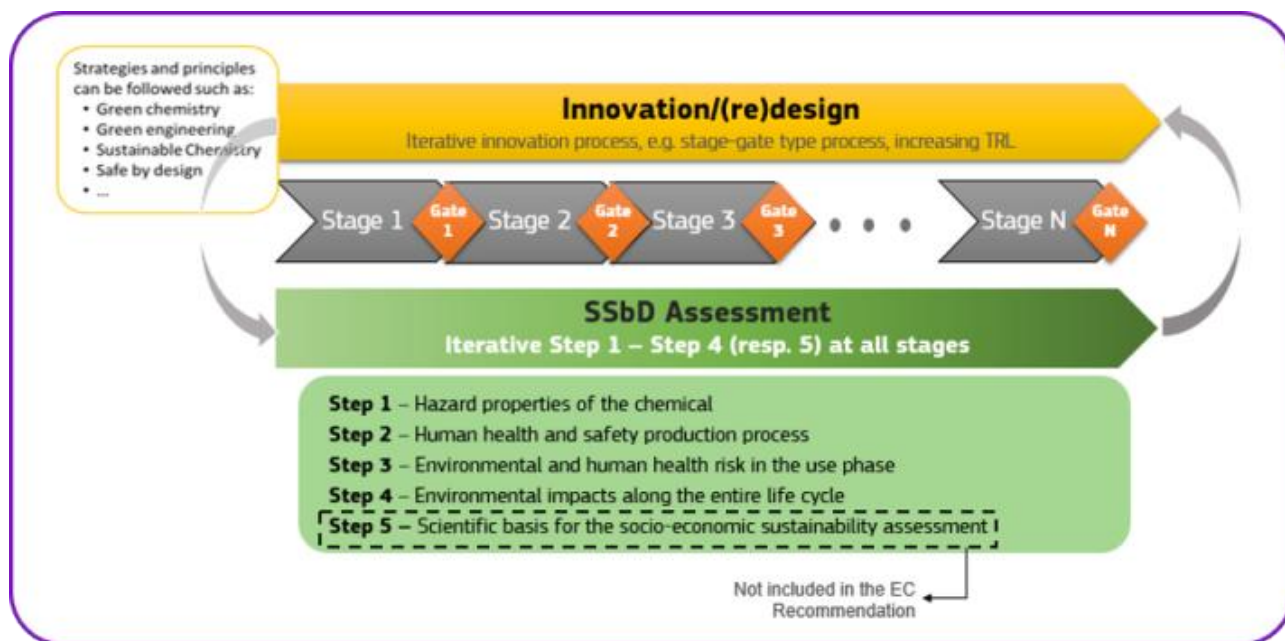 Strategies and principles
can be followed such as:
• Green chemistry
• Green engineering
• Sustainable Chemistry
• Safe by design
• ...
Innovation/(re)design
Iterative innovation process, e.g. stage-gate type process, increasing TRL
Stage 1
Gate
1
Stage 2
Gate
2
Stage 3
Gate
3
• • •
Stage N
Gate
N
SSbD Assessment
Iterative Step 1 – Step 4 (resp. 5) at all stages
Step 1 – Hazard properties of the chemical
Step 2 – Human health and safety production process
Step 3 – Environmental and human health risk in the use phase
Step 4 – Environmental impacts along the entire life cycle
Step 5 – Scientific basis for the socio-economic sustainability assessment
Not included in the EC
Recommendation